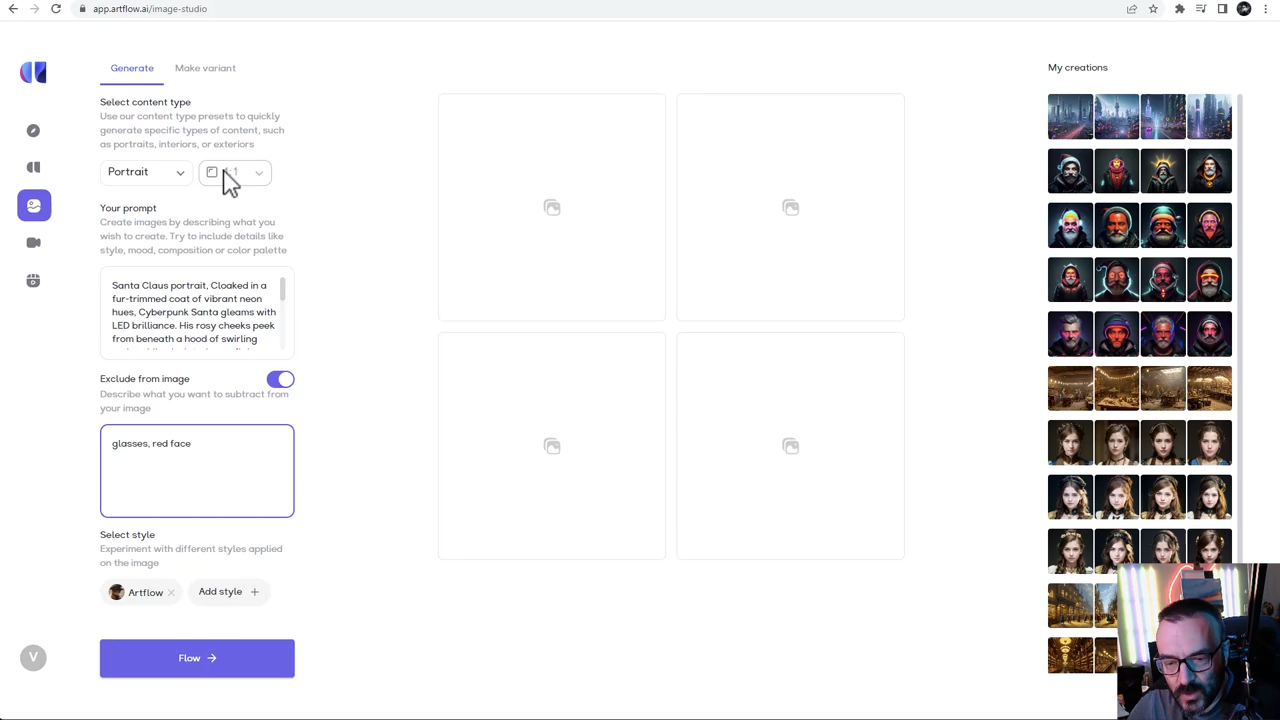 app.artflow.ai/image-studio
Generate
Make variant
My creations
Select content type
Use our content type presets to quickly
generate specific types of content, such
as portraits, interiors, or exteriors
Portrait
1:1
Your prompt
Create images by describing what you
wish to create. Try to include details like
style, mood, composition or color palette
Santa Claus portrait, Cloaked in a
fur-trimmed coat of vibrant neon
hues, Cyberpunk Santa gleams with
LED brilliance. His rosy cheeks peek
from beneath a hood of swirling
Exclude from image
Describe what you want to subtract from
your image
glasses, red face
Select style
Experiment with different styles applied
on the image
Artflow
Add style
V
Flow